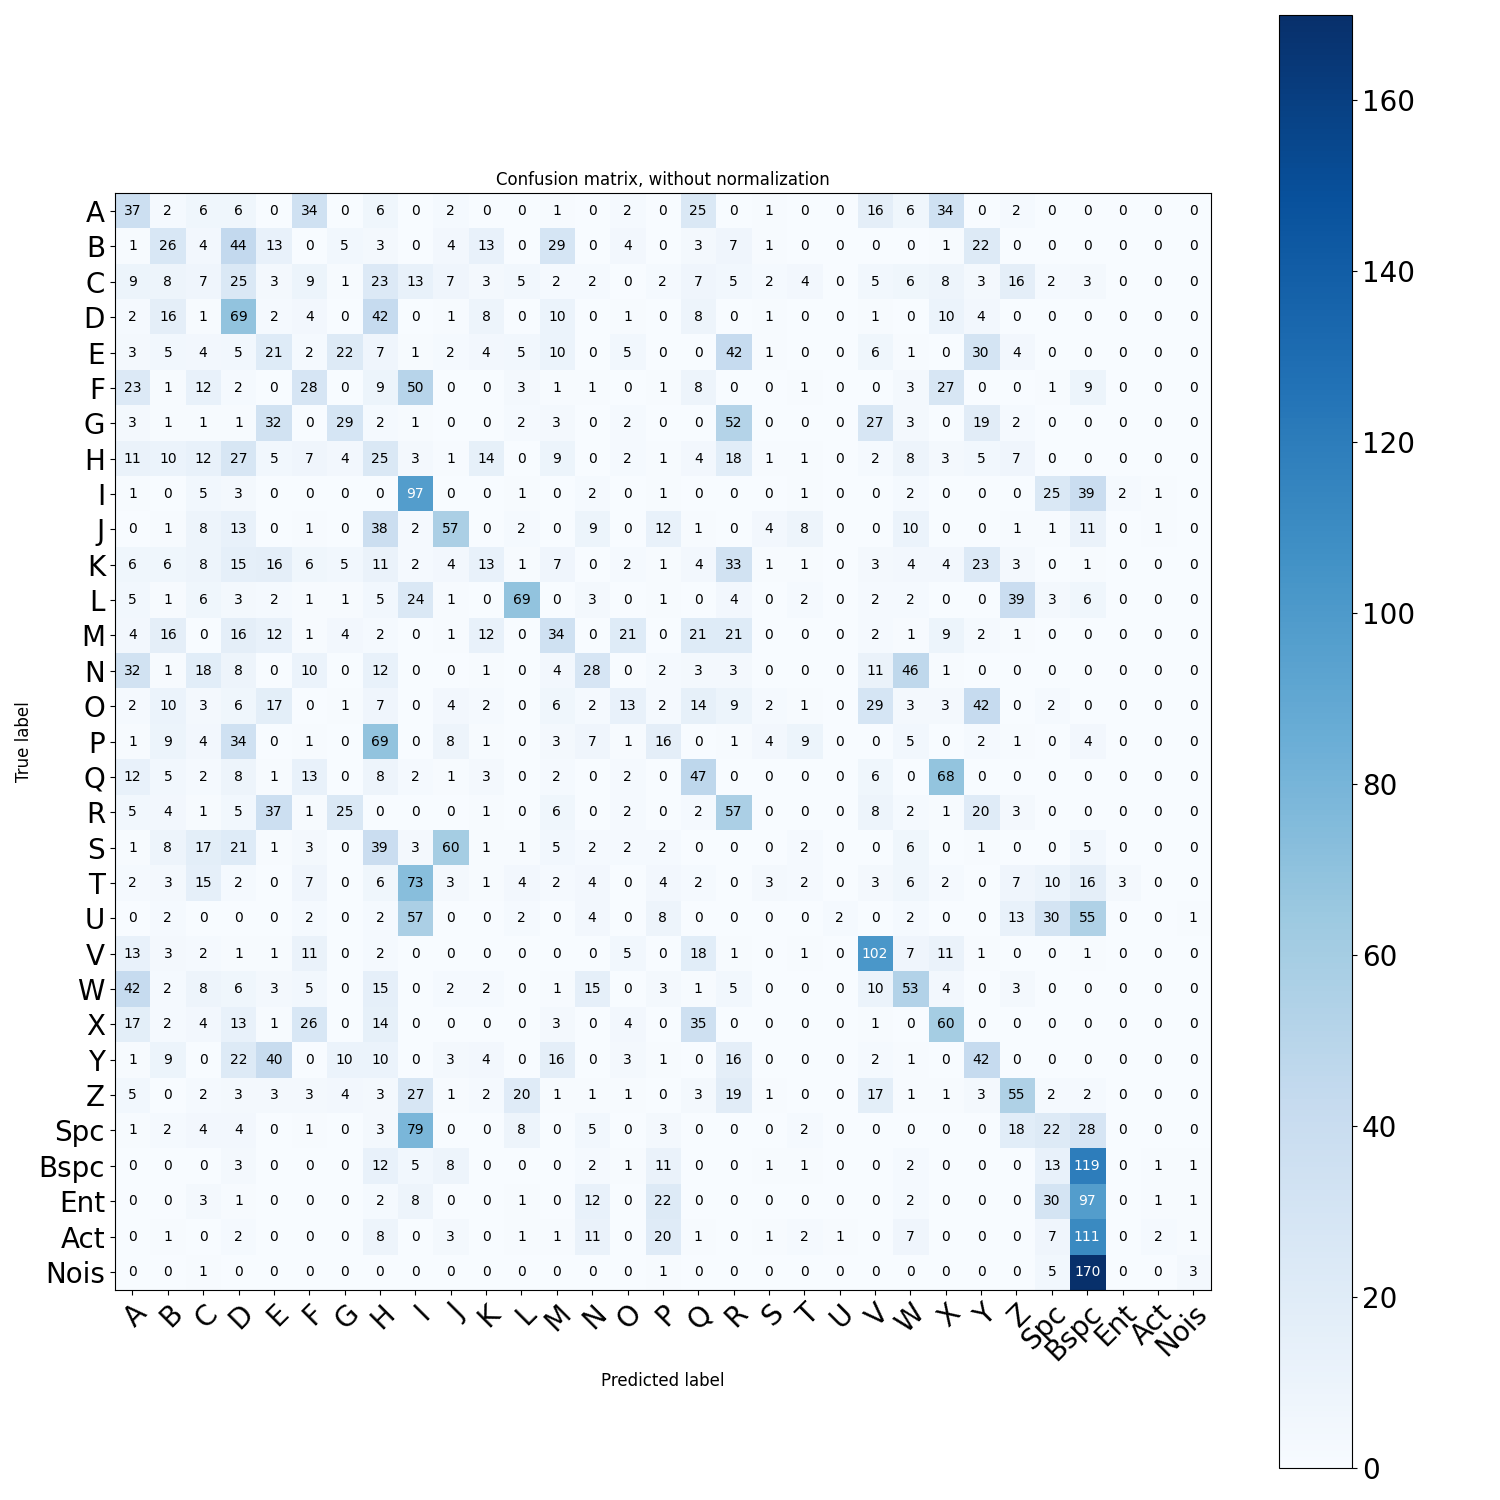 Confusion matrix, without normalization
A 37 2 6 6 0 34 0 6 0 2 0 0 1 0 2 0 25 0 1 0 0 16 6 34 0 2 0 0 0 0 0
B 1 26 4 44 13 0 5 3 0 4 13 0 29 0 4 0 3 7 1 0 0 0 0 1 22 0 0 0 0 0 0
C 9 8 7 25 3 9 1 23 13 7 3 5 2 2 0 2 7 5 2 4 0 5 6 8 3 16 2 3 0 0 0
D 2 16 1 69 2 4 0 42 0 1 8 0 10 0 1 0 8 0 1 0 0 1 0 10 4 0 0 0 0 0 0
E 3 5 4 5 21 2 22 7 1 2 4 5 10 0 5 0 0 42 1 0 0 6 1 0 30 4 0 0 0 0 0
F 23 1 12 2 0 28 0 9 50 0 0 3 1 1 0 1 8 0 0 1 0 0 3 27 0 0 1 9 0 0 0
G 3 1 1 1 32 0 29 2 1 0 0 2 3 0 2 0 0 52 0 0 0 27 3 0 19 2 0 0 0 0 0
H 11 10 12 27 5 7 4 25 3 1 14 0 9 0 2 1 4 18 1 1 0 2 8 3 5 7 0 0 0 0 0
I 1 0 5 3 0 0 0 0 97 0 0 1 0 2 0 1 0 0 0 1 0 0 2 0 0 0 25 39 2 1 0
J 0 1 8 13 0 1 0 38 2 57 0 2 0 9 0 12 1 0 4 8 0 0 10 0 0 1 1 11 0 1 0
K 6 6 8 15 16 6 5 11 2 4 13 1 7 0 2 1 4 33 1 1 0 3 4 4 23 3 0 1 0 0 0
L 5 1 6 3 2 1 1 5 24 1 0 69 0 3 0 1 0 4 0 2 0 2 2 0 0 39 3 6 0 0 0
M 4 16 0 16 12 1 4 2 0 1 12 0 34 0 21 0 21 21 0 0 0 2 1 9 2 1 0 0 0 0 0
N 32 1 18 8 0 10 0 12 0 0 1 0 4 28 0 2 3 3 0 0 0 11 46 1 0 0 0 0 0 0 0
O 2 10 3 6 17 0 1 7 0 4 2 0 6 2 13 2 14 9 2 1 0 29 3 3 42 0 2 0 0 0 0
P 1 9 4 34 0 1 0 69 0 8 1 0 3 7 1 16 0 1 4 9 0 0 5 0 2 1 0 4 0 0 0
Q 12 5 2 8 1 13 0 8 2 1 3 0 2 0 2 0 47 0 0 0 0 6 0 68 0 0 0 0 0 0 0
R 5 4 1 5 37 1 25 0 0 0 1 0 6 0 2 0 2 57 0 0 0 8 2 1 20 3 0 0 0 0 0
S 1 8 17 21 1 3 0 39 3 60 1 1 5 2 2 2 0 0 0 2 0 0 6 0 1 0 0 5 0 0 0
T 2 3 15 2 0 7 0 6 73 3 1 4 2 4 0 4 2 0 3 2 0 3 6 2 0 7 10 16 3 0 0
U 0 2 0 0 0 2 0 2 57 0 0 2 0 4 0 8 0 0 0 0 2 0 2 0 0 13 30 55 0 0 1
V 13 3 2 1 1 11 0 2 0 0 0 0 0 0 5 0 18 1 0 1 0 102 7 11 1 0 0 1 0 0 0
W 42 2 8 6 3 5 0 15 0 2 2 0 1 15 0 3 1 5 0 0 0 10 53 4 0 3 0 0 0 0 0
X 17 2 4 13 1 26 0 14 0 0 0 0 3 0 4 0 35 0 0 0 0 1 0 60 0 0 0 0 0 0 0
Y 1 9 0 22 40 0 10 10 0 3 4 0 16 0 3 1 0 16 0 0 0 2 1 0 42 0 0 0 0 0 0
Z 5 0 2 3 3 3 4 3 27 1 2 20 1 1 1 0 3 19 1 0 0 17 1 1 3 55 2 2 0 0 0
Spc 1 2 4 4 0 1 0 3 79 0 0 8 0 5 0 3 0 0 0 2 0 0 0 0 0 18 22 28 0 0 0
Bspc 0 0 0 3 0 0 0 12 5 8 0 0 0 2 1 11 0 0 1 1 0 0 2 0 0 0 13 119 0 1 1
Ent 0 0 3 1 0 0 0 2 8 0 0 1 0 12 0 22 0 0 0 0 0 0 2 0 0 0 30 97 0 1 1
Act 0 1 0 2 0 0 0 8 0 3 0 1 1 11 0 20 1 0 1 2 1 0 7 0 0 0 7 111 0 2 1
Nois 0 0 1 0 0 0 0 0 0 0 0 0 0 0 0 1 0 0 0 0 0 0 0 0 0 0 5 170 0 0 3
A B C D E F G H I J K L M N O P Q R S T U V W X Y Z Spc Bspc Ent Act Nois
True label
Predicted label
160
140
120
100
80
60
40
20
0